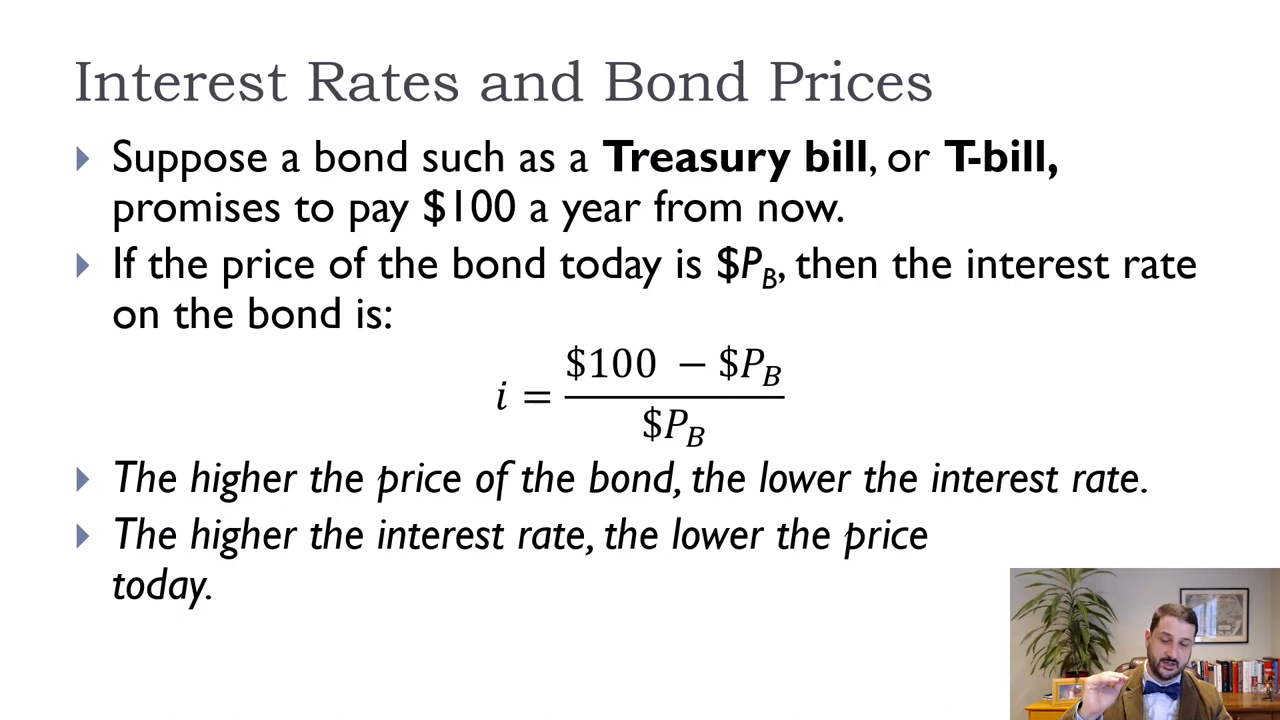 Interest Rates and Bond Prices
Suppose a bond such as a Treasury bill, or T-bill,
promises to pay $100 a year from now.
If the price of the bond today is $P_B, then the interest rate
on the bond is:
i = \frac{$100 - $P_B}{$P_B}
The higher the price of the bond, the lower the interest rate.
The higher the interest rate, the lower the price
today.